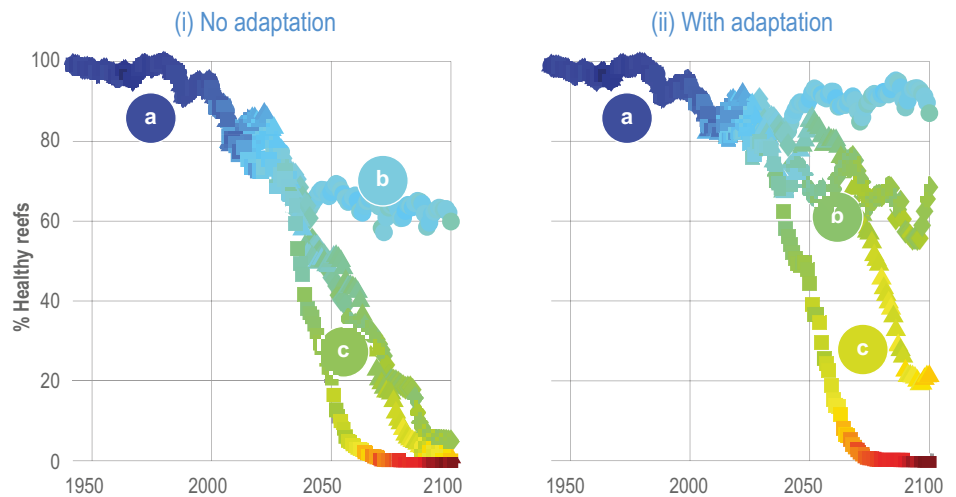 (i) No adaptation
(ii) With adaptation
% Healthy reefs
100
80
60
40
20
0
a
b
c
a
b
c
1950
2000
2050
2100
1950
2000
2050
2100